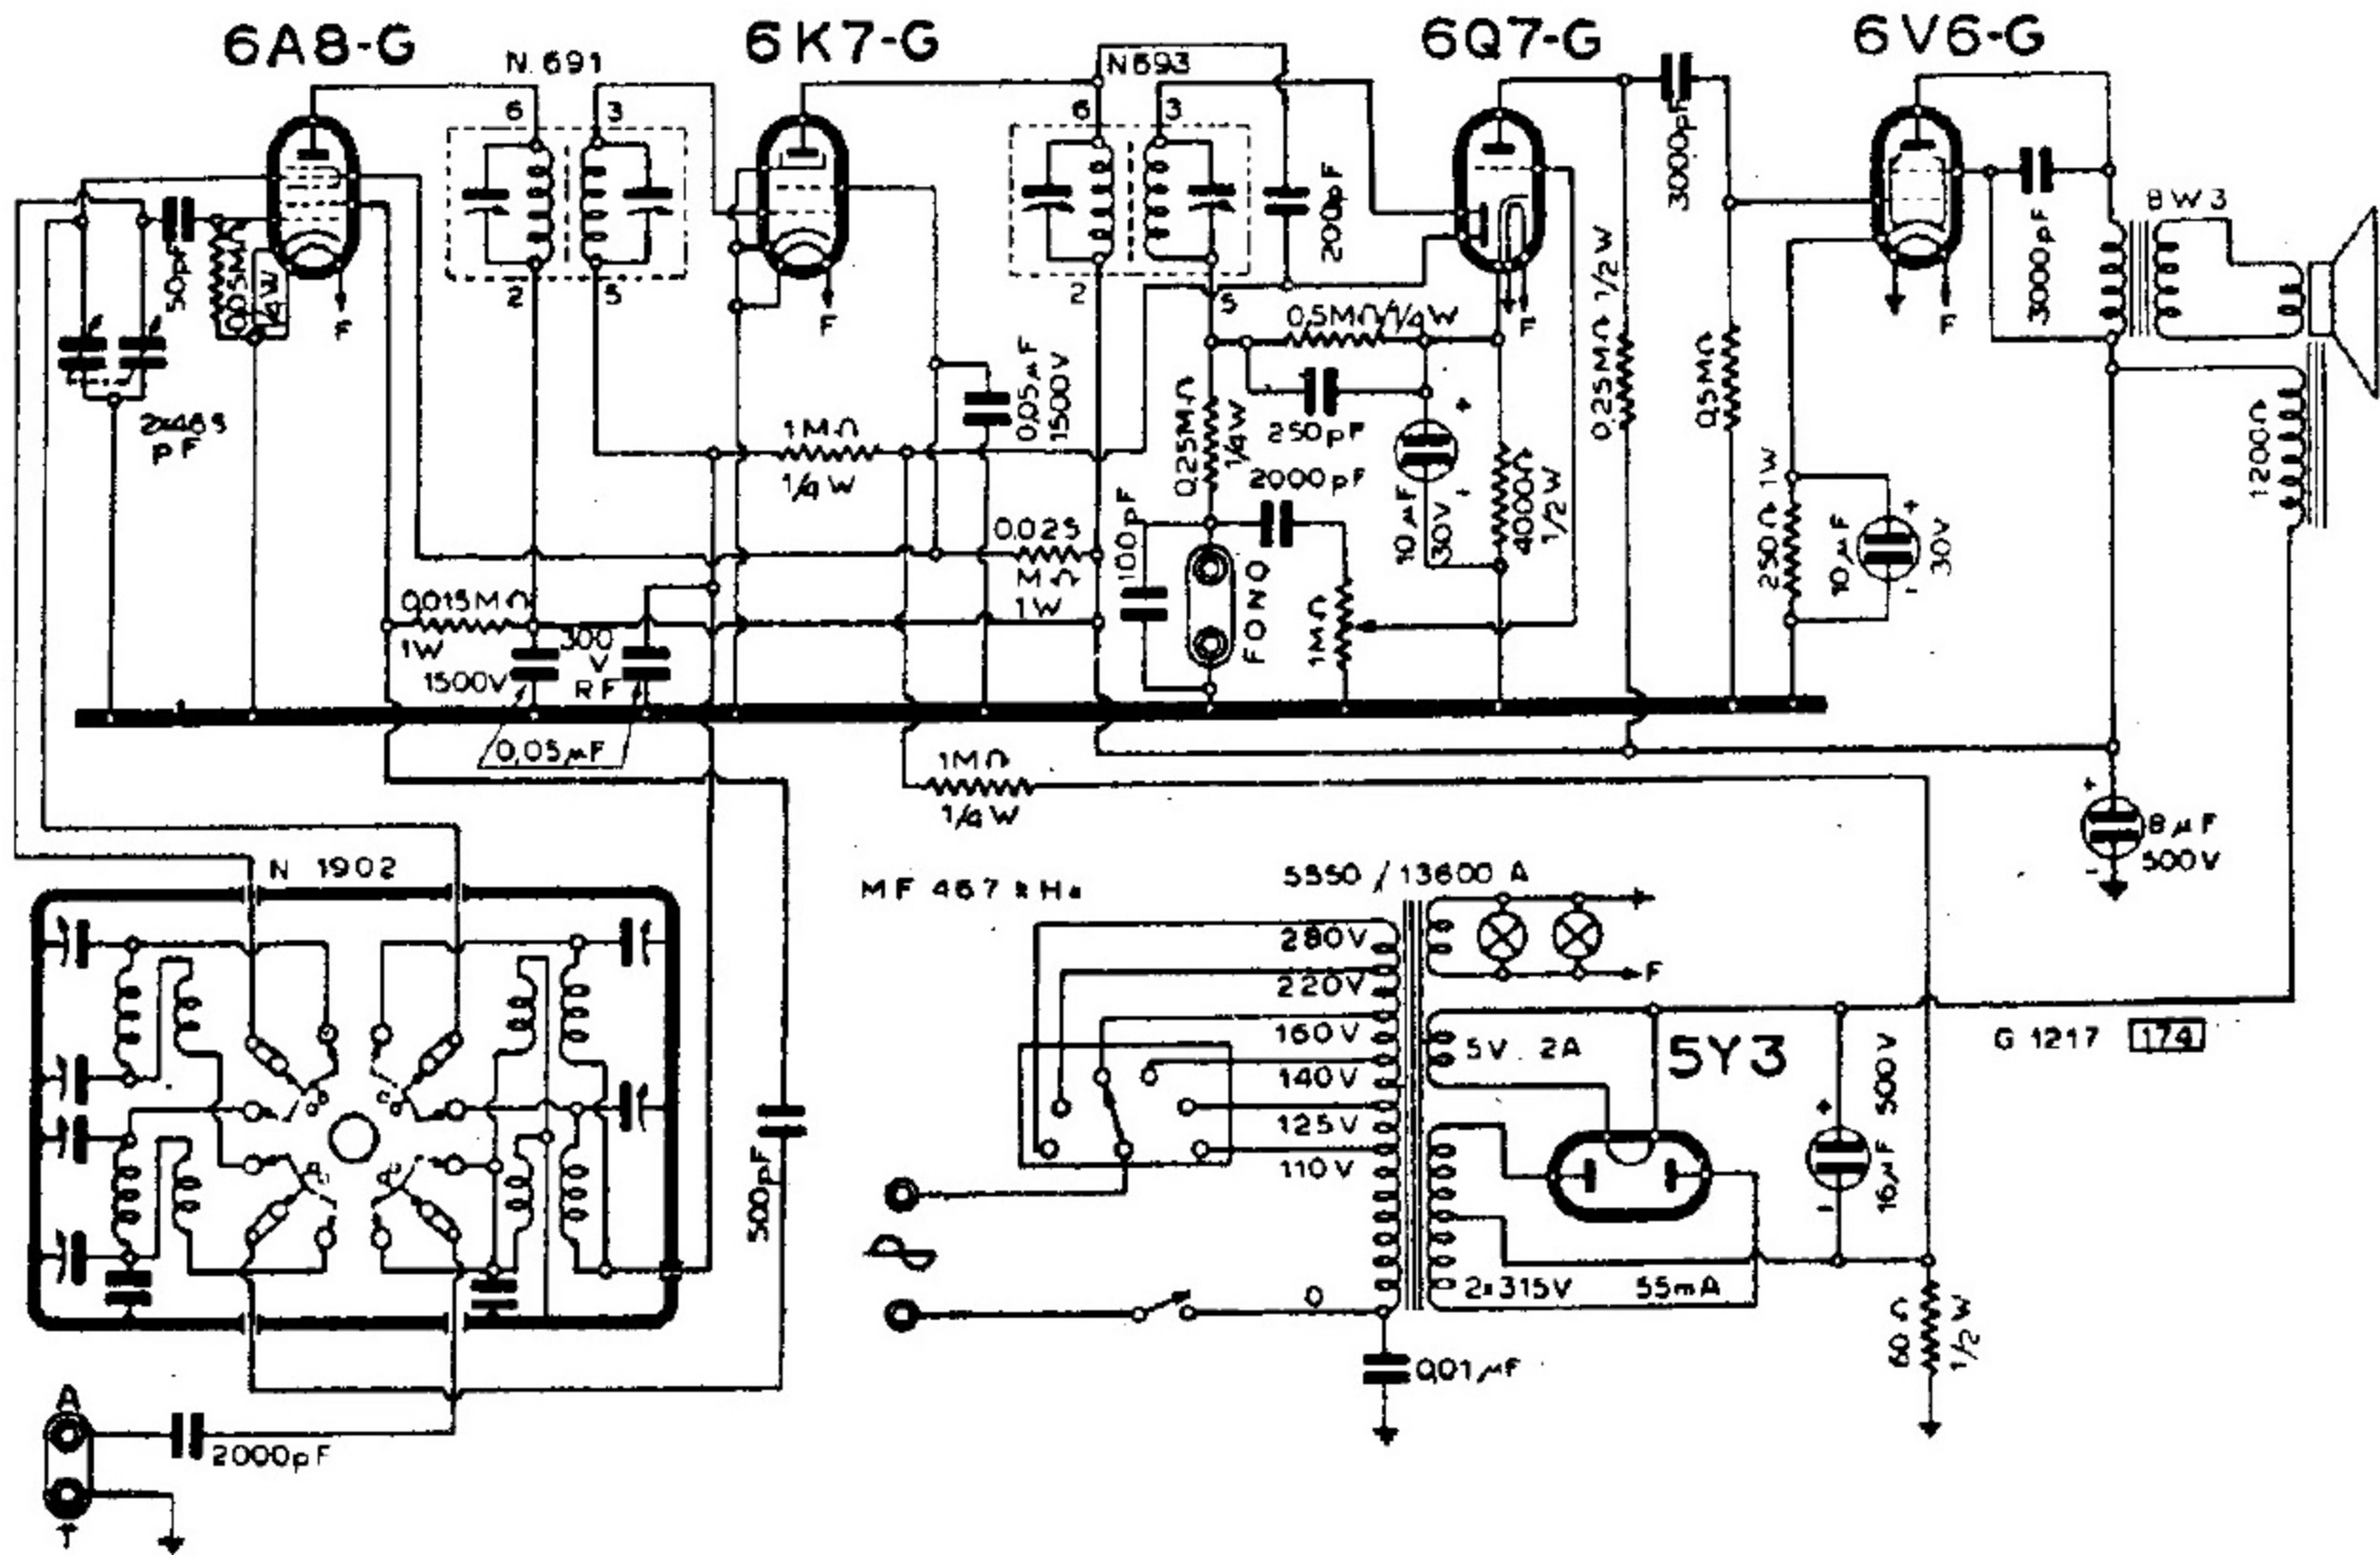 6A8-G
6K7-G
6Q7-G
6V6-G
N. 691
N693
6
3
6
3
8W3
50pF
0,05MΩ
1/4W
F
2
5
F
2
5
200pF
F
3000pF
0,25MΩ 1/2W
3000pF
F
2x465
pF
1MΩ
1/4 W
0,05µF
1500V
0,5MΩ 1/4W
250pF
0,25MΩ
1/4W
2000pF
10µF
30V
+
+
4000Ω
1/2W
0,5MΩ
250Ω 1W
10µF
+
-
30V
1200Ω
0,015MΩ
1W
1500V
300
V
RF
0,025
MΩ
1W
100pF
FONO
1MΩ
0,05µF
1MΩ
1/4 W
+
-
8µF
500V
N 1902
MF 467 kHz
5550 / 13600 A
280V
220V
160V
140V
125V
110V
0
F
5V. 2A
5Y3
G 1217 174
+
-
16µF 500V
500pF
2x315V
55mA
60Ω
1/2W
0,01µF
A
2000pF
T